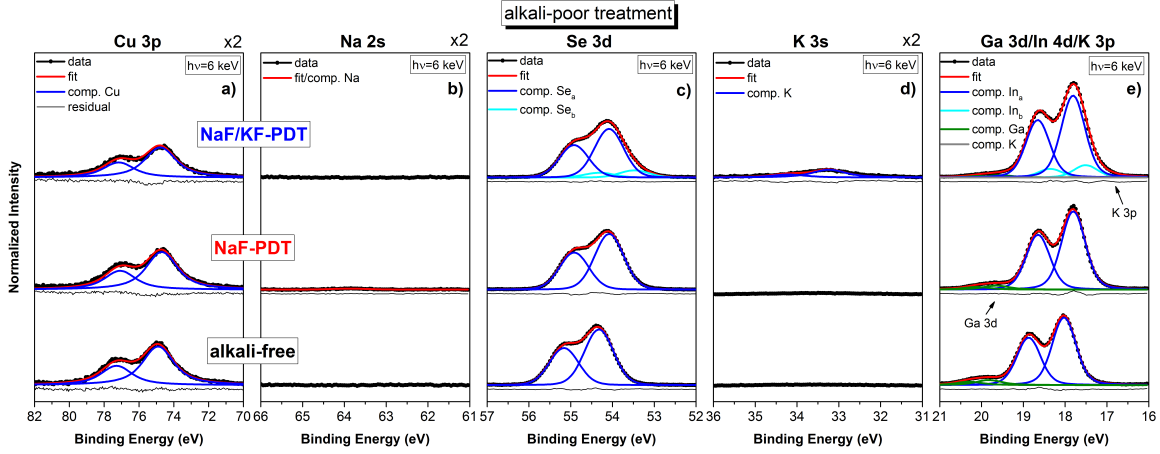 alkali-poor treatment
Cu 3p
x2
Na 2s
x2
Se 3d
K 3s
x2
Ga 3d/In 4d/K 3p
data
fit
comp. Cu
residual
hν=6 keV
a)
data
fit/comp. Na
hν=6 keV
b)
data
fit
comp. Seₐ
comp. Se_b
hν=6 keV
c)
data
fit
comp. K
hν=6 keV
d)
data
fit
comp. Inₐ
comp. In_b
comp. Ga
comp. K
hν=6 keV
e)
NaF/KF-PDT
K 3p
NaF-PDT
Ga 3d
alkali-free
Normalized Intensity
82 80 78 76 74 72 70
66 65 64 63 62 61
57 56 55 54 53 52
36 35 34 33 32 31
21 20 19 18 17 16
Binding Energy (eV)
Binding Energy (eV)
Binding Energy (eV)
Binding Energy (eV)
Binding Energy (eV)